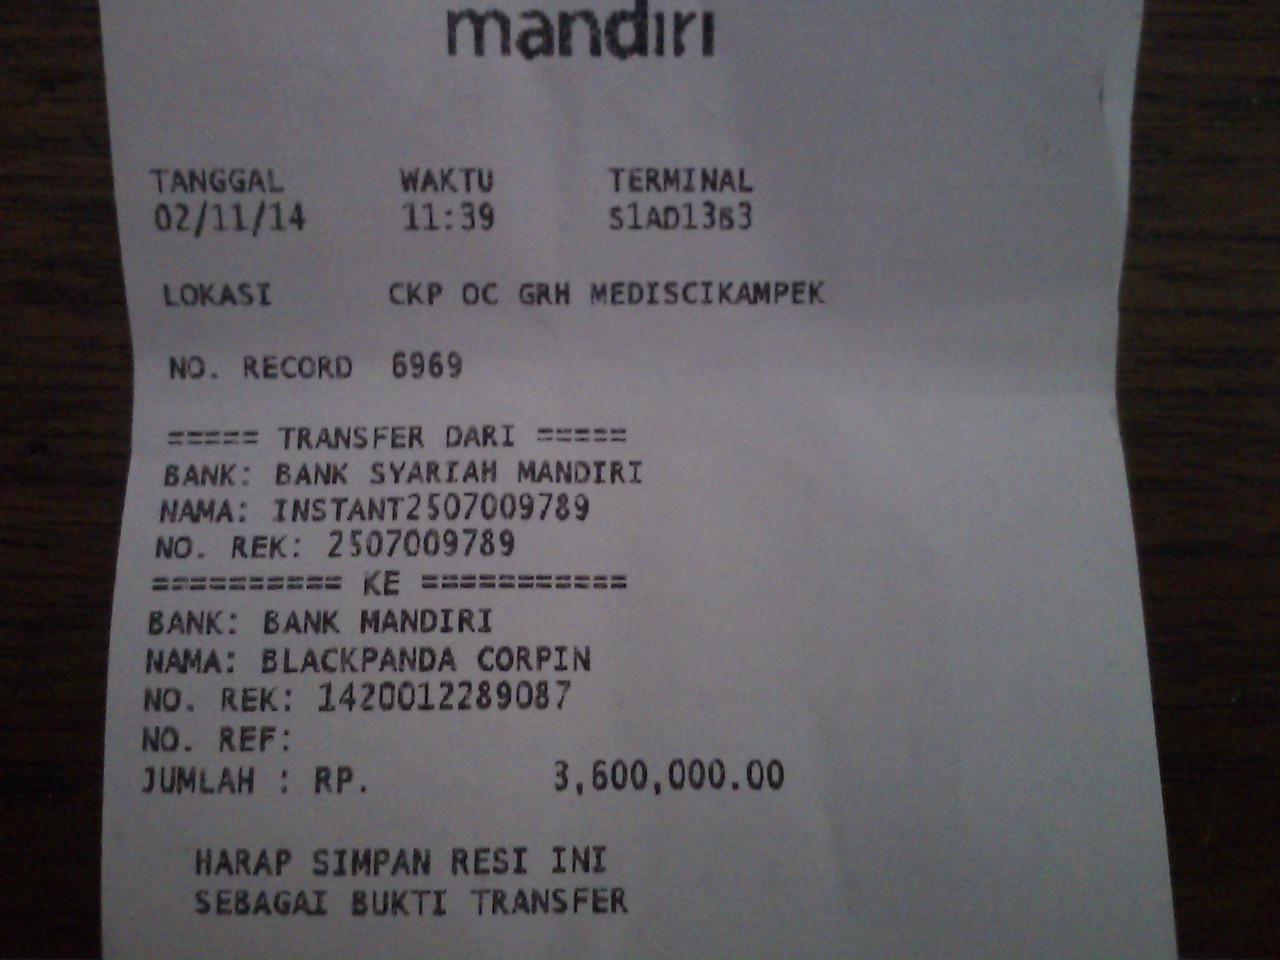 mandiri
TANGGAL WAKTU TERMINAL
02/11/14 11:39 S1AD13S3
LOKASI CKP OC GRH MEDISCIKAMPEK
NO. RECORD 6969
===== TRANSFER DARI =====
BANK: BANK SYARIAH MANDIRI
NAMA: INSTANT2507009789
NO. REK: 2507009789
========== KE ===========
BANK: BANK MANDIRI
NAMA: BLACKPANDA CORPIN
NO. REK: 1420012289087
NO. REF:
JUMLAH : RP. 3,600,000.00
HARAP SIMPAN RESI INI
SEBAGAI BUKTI TRANSFER